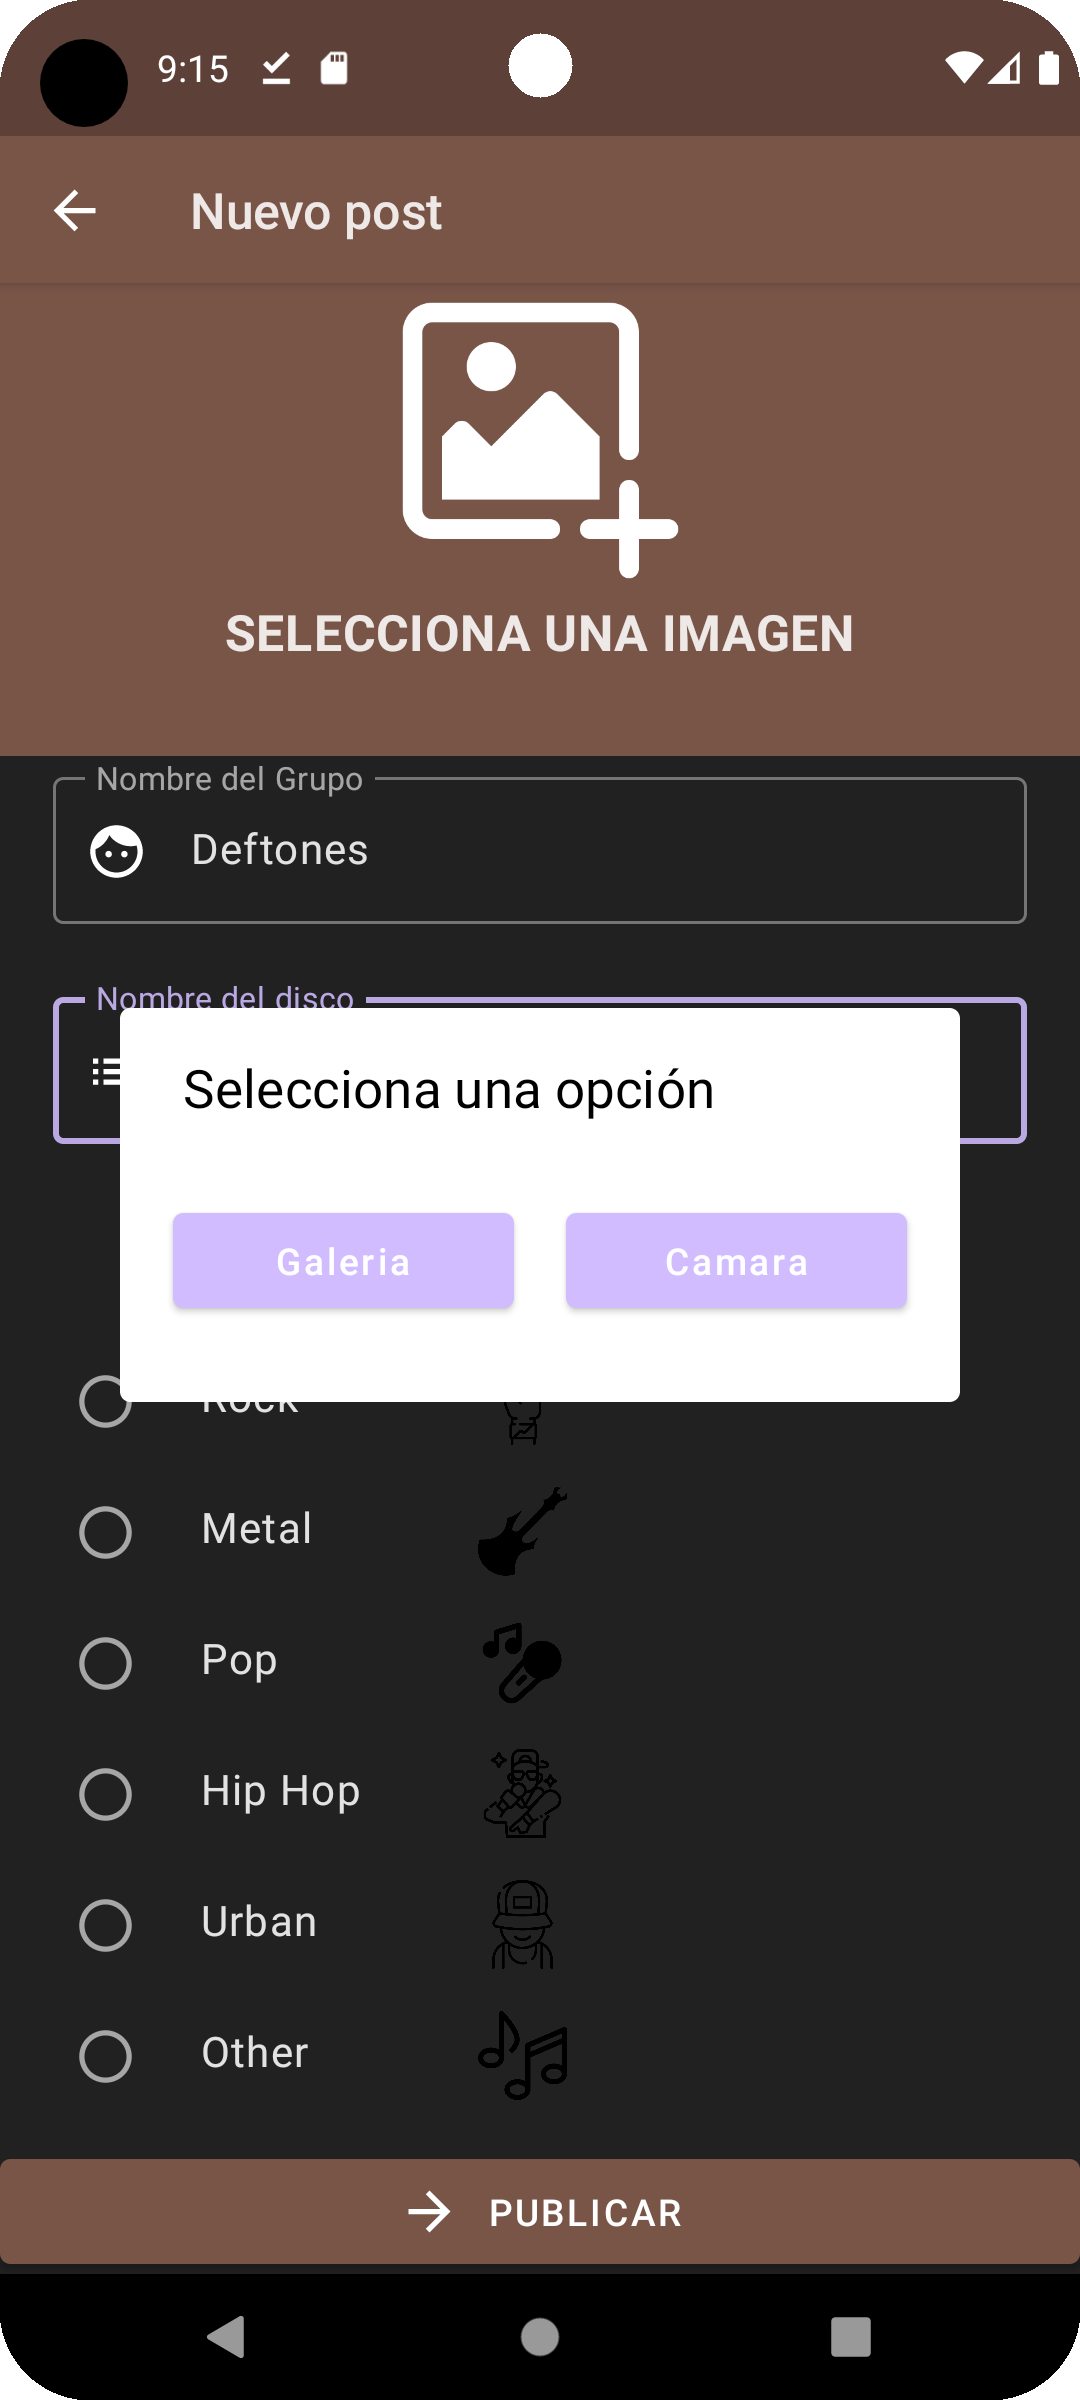 9:15
Nuevo post
SELECCIONA UNA IMAGEN
Nombre del Grupo
Deftones
Nombre del disco
Selecciona una opción
Galeria
Camara
Rock
Metal
Pop
Hip Hop
Urban
Other
PUBLICAR